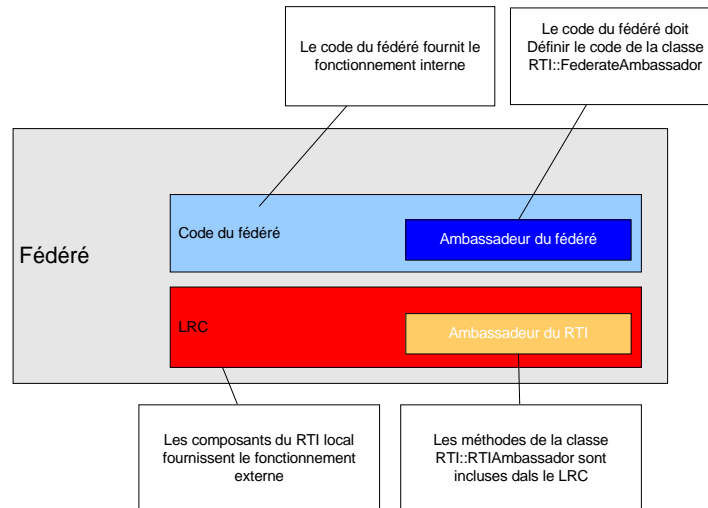 Le code du fédéré fournit le
fonctionnement interne
Le code du fédéré doit
Définir le code de la classe
RTI::FederateAmbassador
Fédéré
Code du fédéré
Ambassadeur du fédéré
LRC
Ambassadeur du RTI
Les composants du RTI local
fournissent le fonctionnement
externe
Les méthodes de la classe
RTI::RTIAmbassador sont
incluses dals le LRC